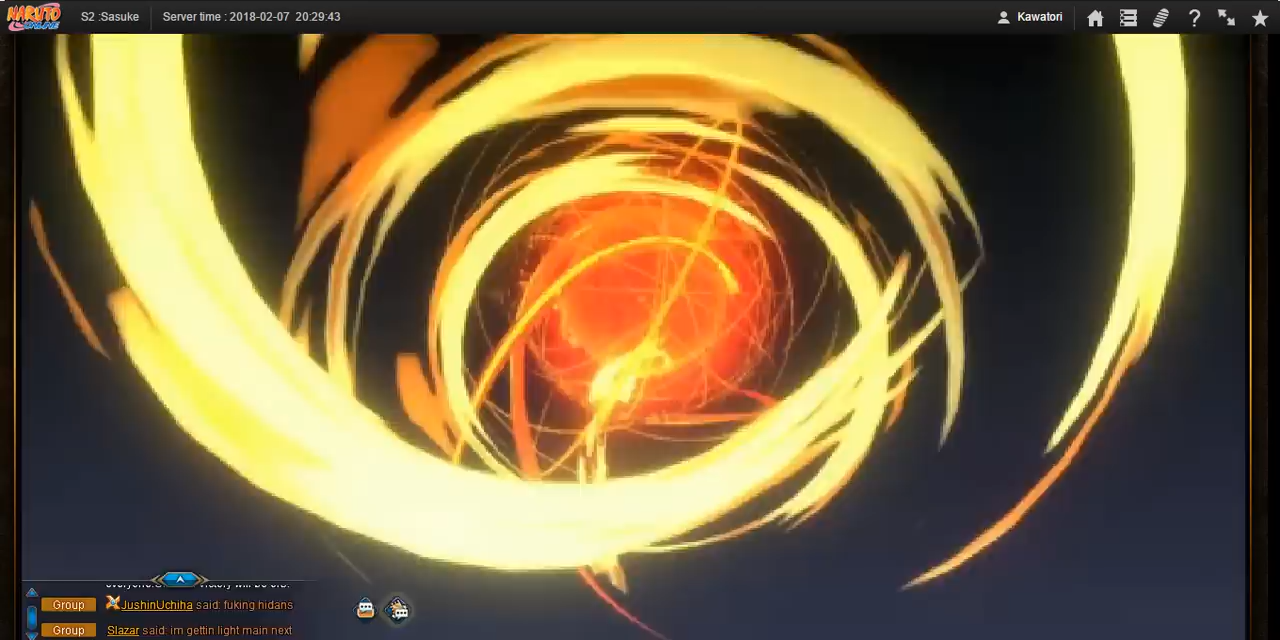 NARUTO ONLINE
S2 :Sasuke
Server time : 2018-02-07 20:29:43
Kawatori
Group JushinUchiha said: fuking hidans
Group Slazar said: im gettin light main next